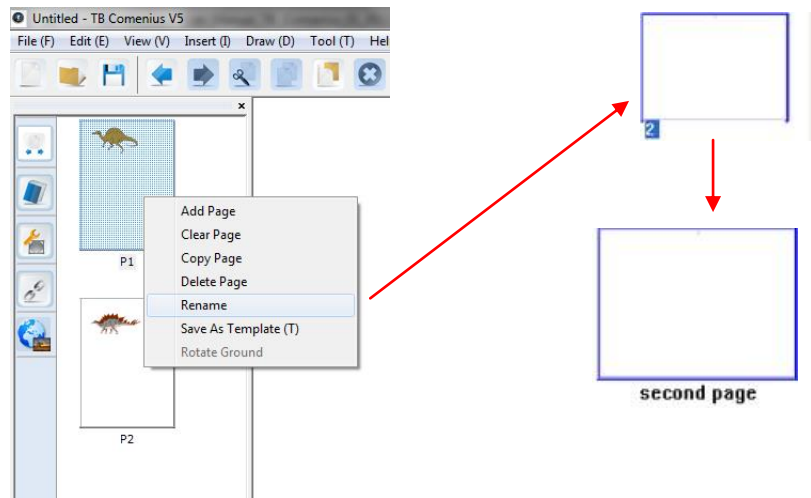 Untitled - TB Comenius V5
File (F) Edit (E) View (V) Insert (I) Draw (D) Tool (T) Hel
x
P1
Add Page
Clear Page
Copy Page
Delete Page
Rename
Save As Template (T)
Rotate Ground
P2
2
second page